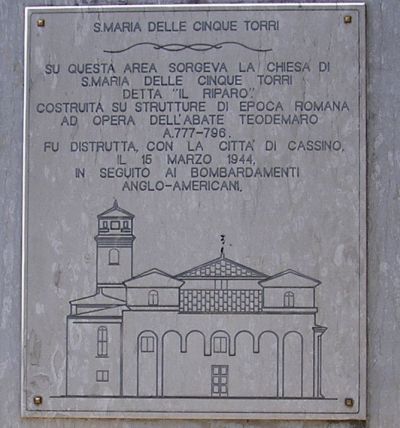 S.MARIA DELLE CINQUE TORRI
SU QUESTA AREA SORGEVA LA CHIESA DI
S.MARIA DELLE CINQUE TORRI
DETTA "IL RIPARO"
COSTRUITA SU STRUTTURE DI EPOCA ROMANA
AD OPERA DELL'ABATE TEODEMARO
A.777-796.
FU DISTRUTTA, CON LA CITTA' DI CASSINO,
IL 15 MARZO 1944,
IN SEGUITO AI BOMBARDAMENTI
ANGLO-AMERICANI.